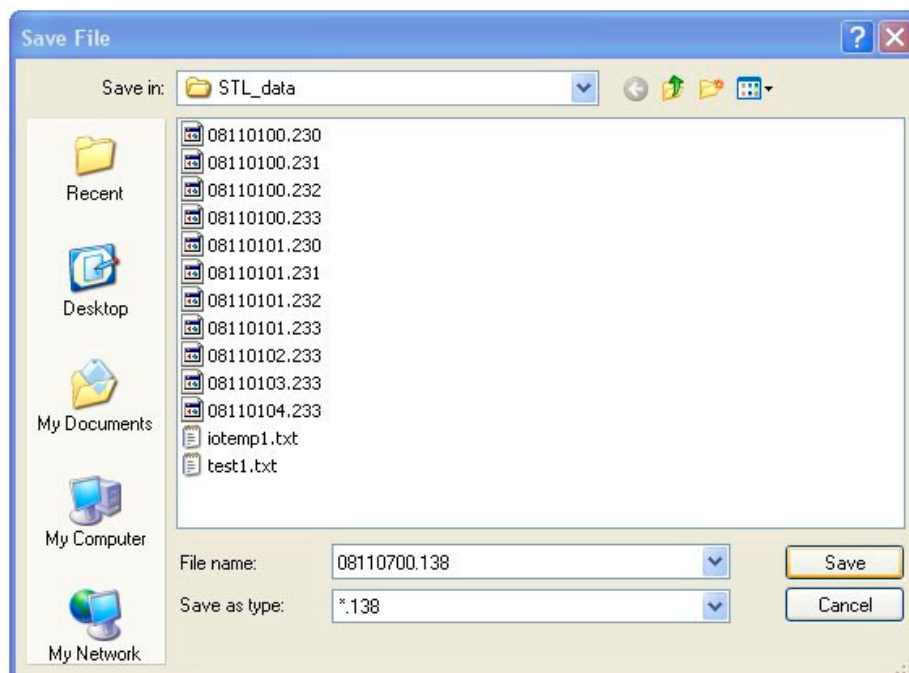 Save File
Save in: STL_data
Recent
Desktop
My Documents
My Computer
My Network
08110100.230
08110100.231
08110100.232
08110100.233
08110101.230
08110101.231
08110101.232
08110101.233
08110102.233
08110103.233
08110104.233
iotemp1.txt
test1.txt
File name: 08110700.138 Save
Save as type: *.138 Cancel